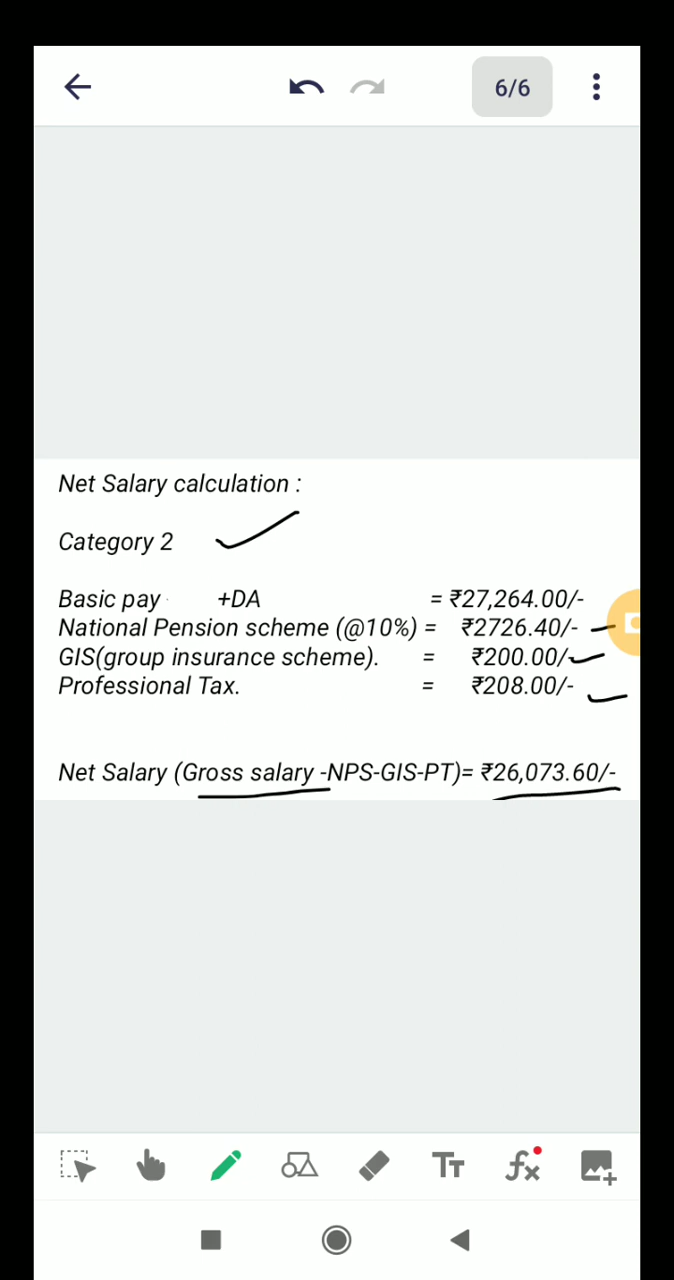 6/6
Net Salary calculation :
Category 2
Basic pay +DA = ₹27,264.00/-
National Pension scheme (@10%) = ₹2726.40/-
GIS(group insurance scheme). = ₹200.00/-
Professional Tax. = ₹208.00/-
Net Salary (Gross salary -NPS-GIS-PT)= ₹26,073.60/-
TT
fx